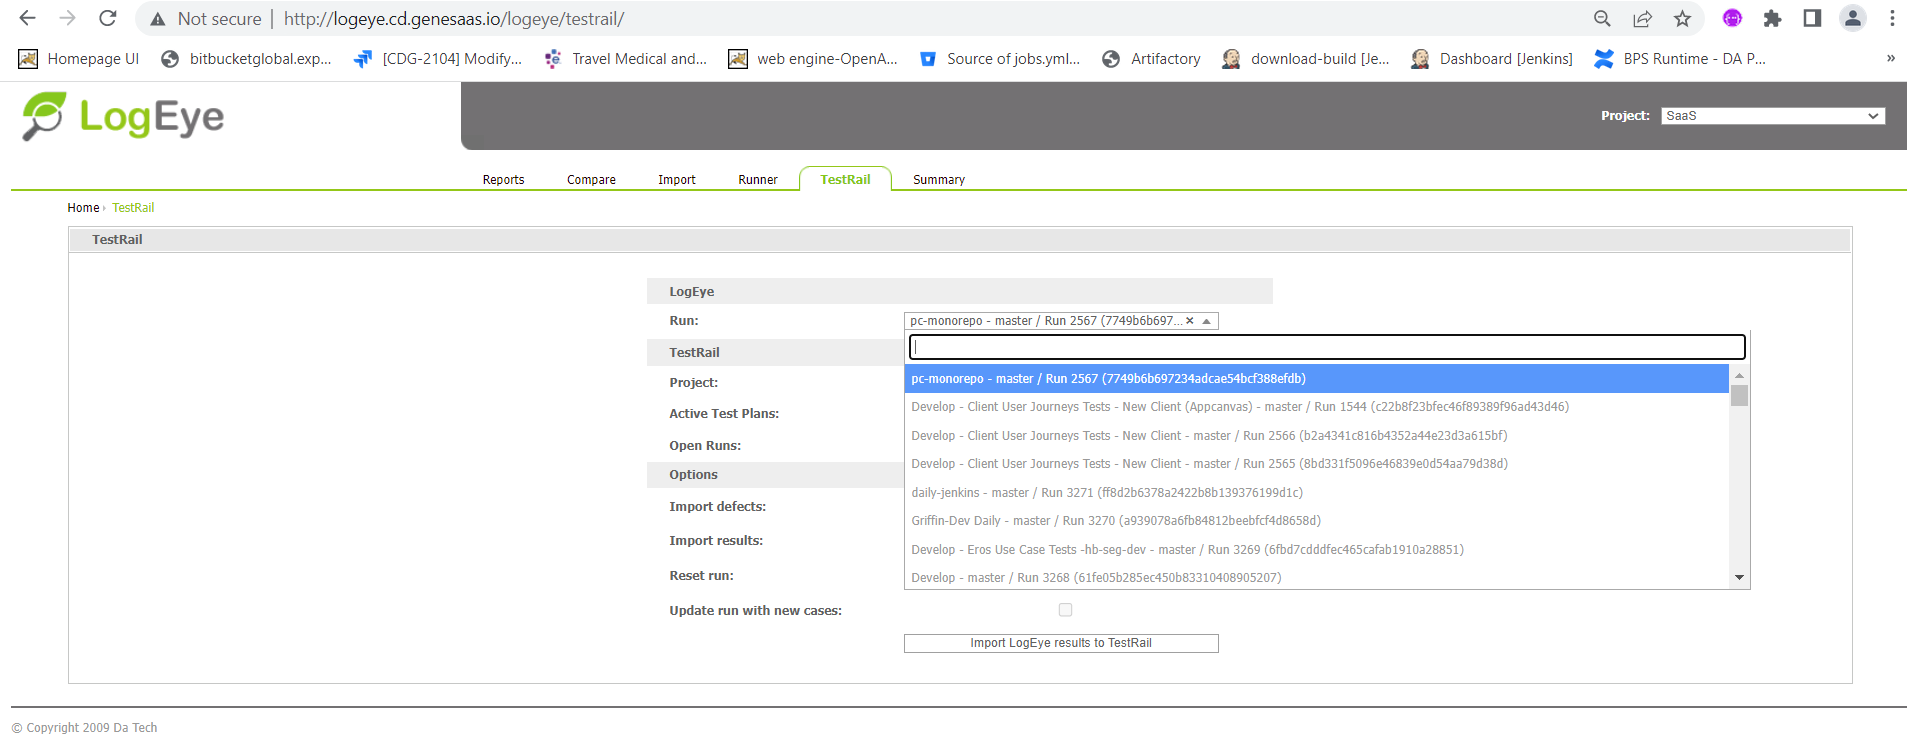 Not secure | http://logeye.cd.genesaas.io/logeye/testrail/
Homepage UI bitbucketglobal.exp... [CDG-2104] Modify... Travel Medical and... web engine-OpenA... Source of jobs.yml... Artifactory download-build [Je... Dashboard [Jenkins] BPS Runtime - DA P... »
LogEye
Project: SaaS
Reports Compare Import Runner TestRail Summary
Home › TestRail
TestRail
LogEye
Run: pc-monorepo - master / Run 2567 (7749b6b697... ×
TestRail
pc-monorepo - master / Run 2567 (7749b6b697234adcae54bcf388efdb)
Project:
Develop - Client User Journeys Tests - New Client (Appcanvas) - master / Run 1544 (c22b8f23bfec46f89389f96ad43d46)
Active Test Plans:
Develop - Client User Journeys Tests - New Client - master / Run 2566 (b2a4341c816b4352a44e23d3a615bf)
Open Runs:
Develop - Client User Journeys Tests - New Client - master / Run 2565 (8bd331f5096e46839e0d54aa79d38d)
Options
daily-jenkins - master / Run 3271 (ff8d2b6378a2422b8b139376199d1c)
Import defects:
Griffin-Dev Daily - master / Run 3270 (a939078a6fb84812beebfcf4d8658d)
Import results:
Develop - Eros Use Case Tests -hb-seg-dev - master / Run 3269 (6fbd7cdddfec465cafab1910a28851)
Reset run:
Develop - master / Run 3268 (61fe05b285ec450b83310408905207)
Update run with new cases:
Import LogEye results to TestRail
© Copyright 2009 Da Tech